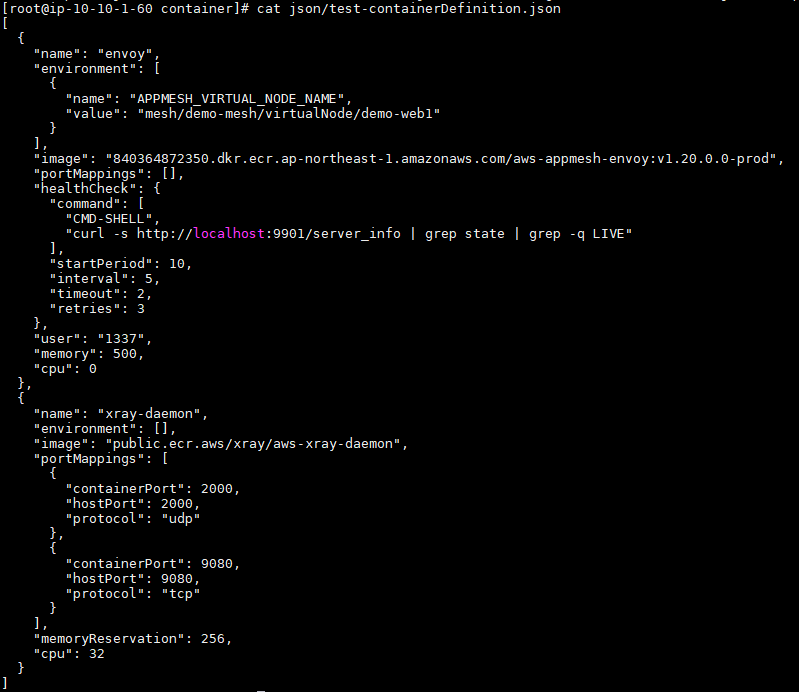 [root@ip-10-10-1-60 container]# cat json/test-containerDefinition.json
[
  {
    "name": "envoy",
    "environment": [
      {
        "name": "APPMESH_VIRTUAL_NODE_NAME",
        "value": "mesh/demo-mesh/virtualNode/demo-web1"
      }
    ],
    "image": "840364872350.dkr.ecr.ap-northeast-1.amazonaws.com/aws-appmesh-envoy:v1.20.0.0-prod",
    "portMappings": [],
    "healthCheck": {
      "command": [
        "CMD-SHELL",
        "curl -s http://localhost:9901/server_info | grep state | grep -q LIVE"
      ],
      "startPeriod": 10,
      "interval": 5,
      "timeout": 2,
      "retries": 3
    },
    "user": "1337",
    "memory": 500,
    "cpu": 0
  },
  {
    "name": "xray-daemon",
    "environment": [],
    "image": "public.ecr.aws/xray/aws-xray-daemon",
    "portMappings": [
      {
        "containerPort": 2000,
        "hostPort": 2000,
        "protocol": "udp"
      },
      {
        "containerPort": 9080,
        "hostPort": 9080,
        "protocol": "tcp"
      }
    ],
    "memoryReservation": 256,
    "cpu": 32
  }
]